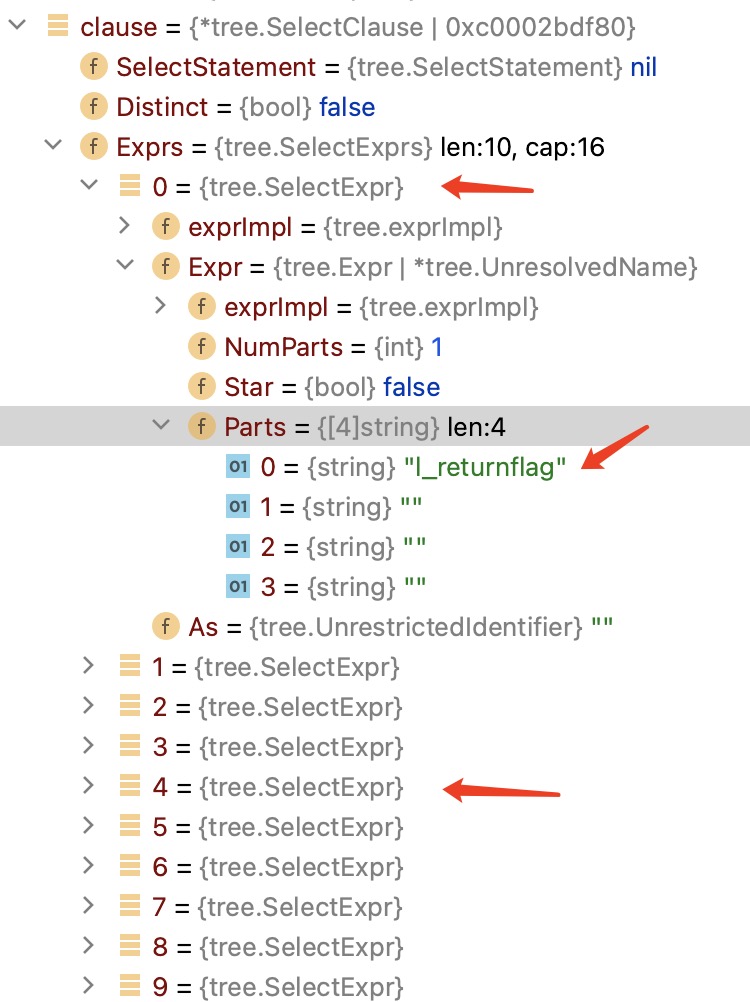 clause = {*tree.SelectClause | 0xc0002bdf80}
f SelectStatement = {tree.SelectStatement} nil
f Distinct = {bool} false
f Exprs = {tree.SelectExprs} len:10, cap:16
0 = {tree.SelectExpr}
f exprImpl = {tree.exprImpl}
f Expr = {tree.Expr | *tree.UnresolvedName}
f exprImpl = {tree.exprImpl}
f NumParts = {int} 1
f Star = {bool} false
f Parts = {[4]string} len:4
01 0 = {string} "l_returnflag"
01 1 = {string} ""
01 2 = {string} ""
01 3 = {string} ""
f As = {tree.UnrestrictedIdentifier} ""
1 = {tree.SelectExpr}
2 = {tree.SelectExpr}
3 = {tree.SelectExpr}
4 = {tree.SelectExpr}
5 = {tree.SelectExpr}
6 = {tree.SelectExpr}
7 = {tree.SelectExpr}
8 = {tree.SelectExpr}
9 = {tree.SelectExpr}